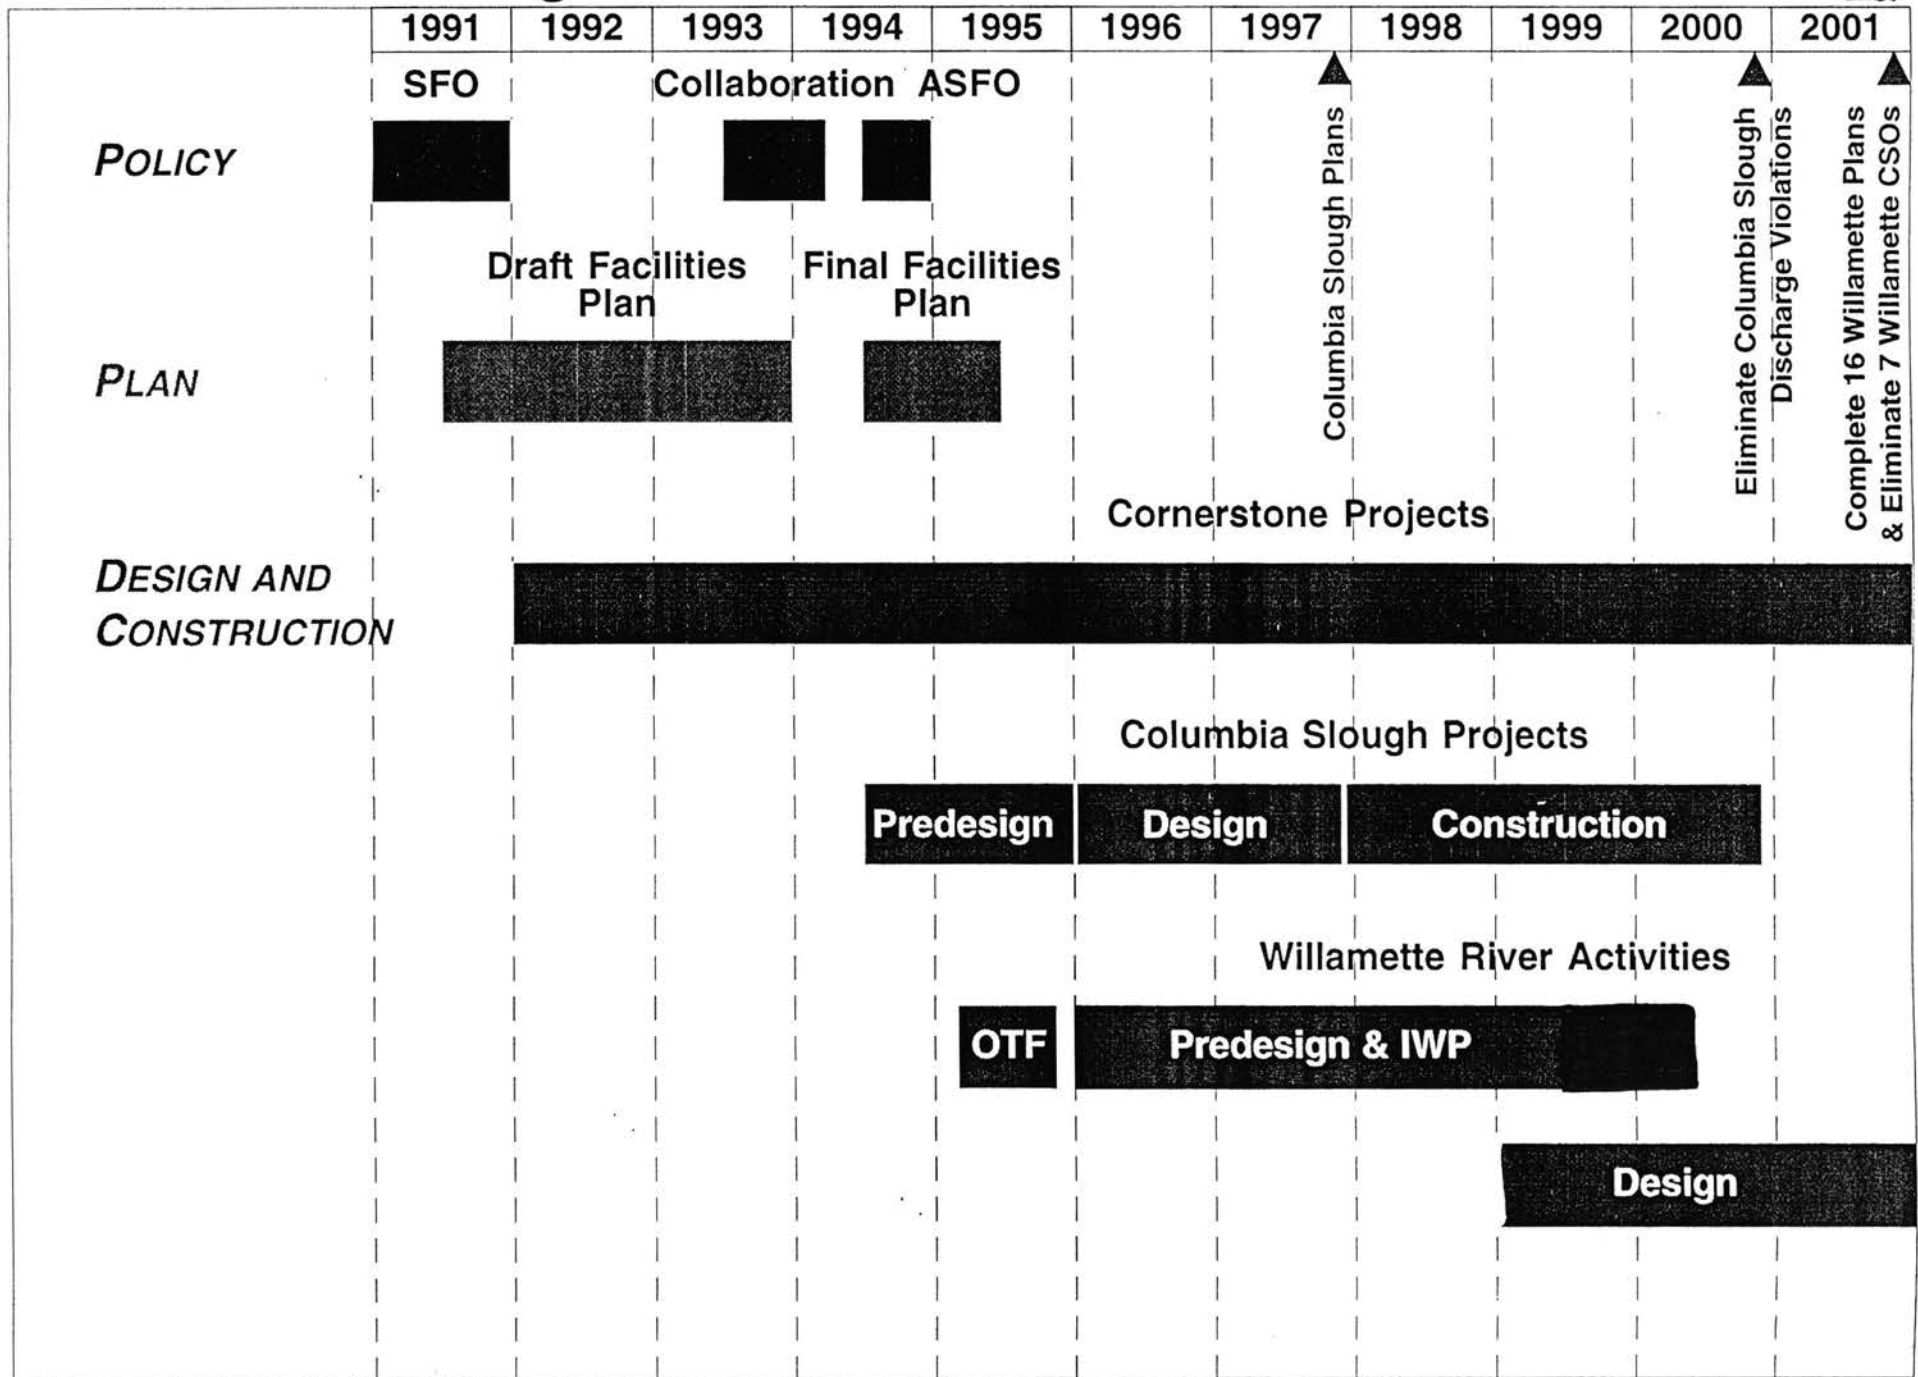 1991 1992 1993 1994 1995 1996 1997 1998 1999 2000 2001
SFO Collaboration ASFO
POLICY
Columbia Slough Plans
Eliminate Columbia Slough
Discharge Violations
Complete 16 Willamette Plans
& Eliminate 7 Willamette CSOs
Draft Facilities
Plan
Final Facilities
Plan
PLAN
Cornerstone Projects
DESIGN AND
CONSTRUCTION
Columbia Slough Projects
Predesign Design Construction
Willamette River Activities
OTF Predesign & IWP
Design